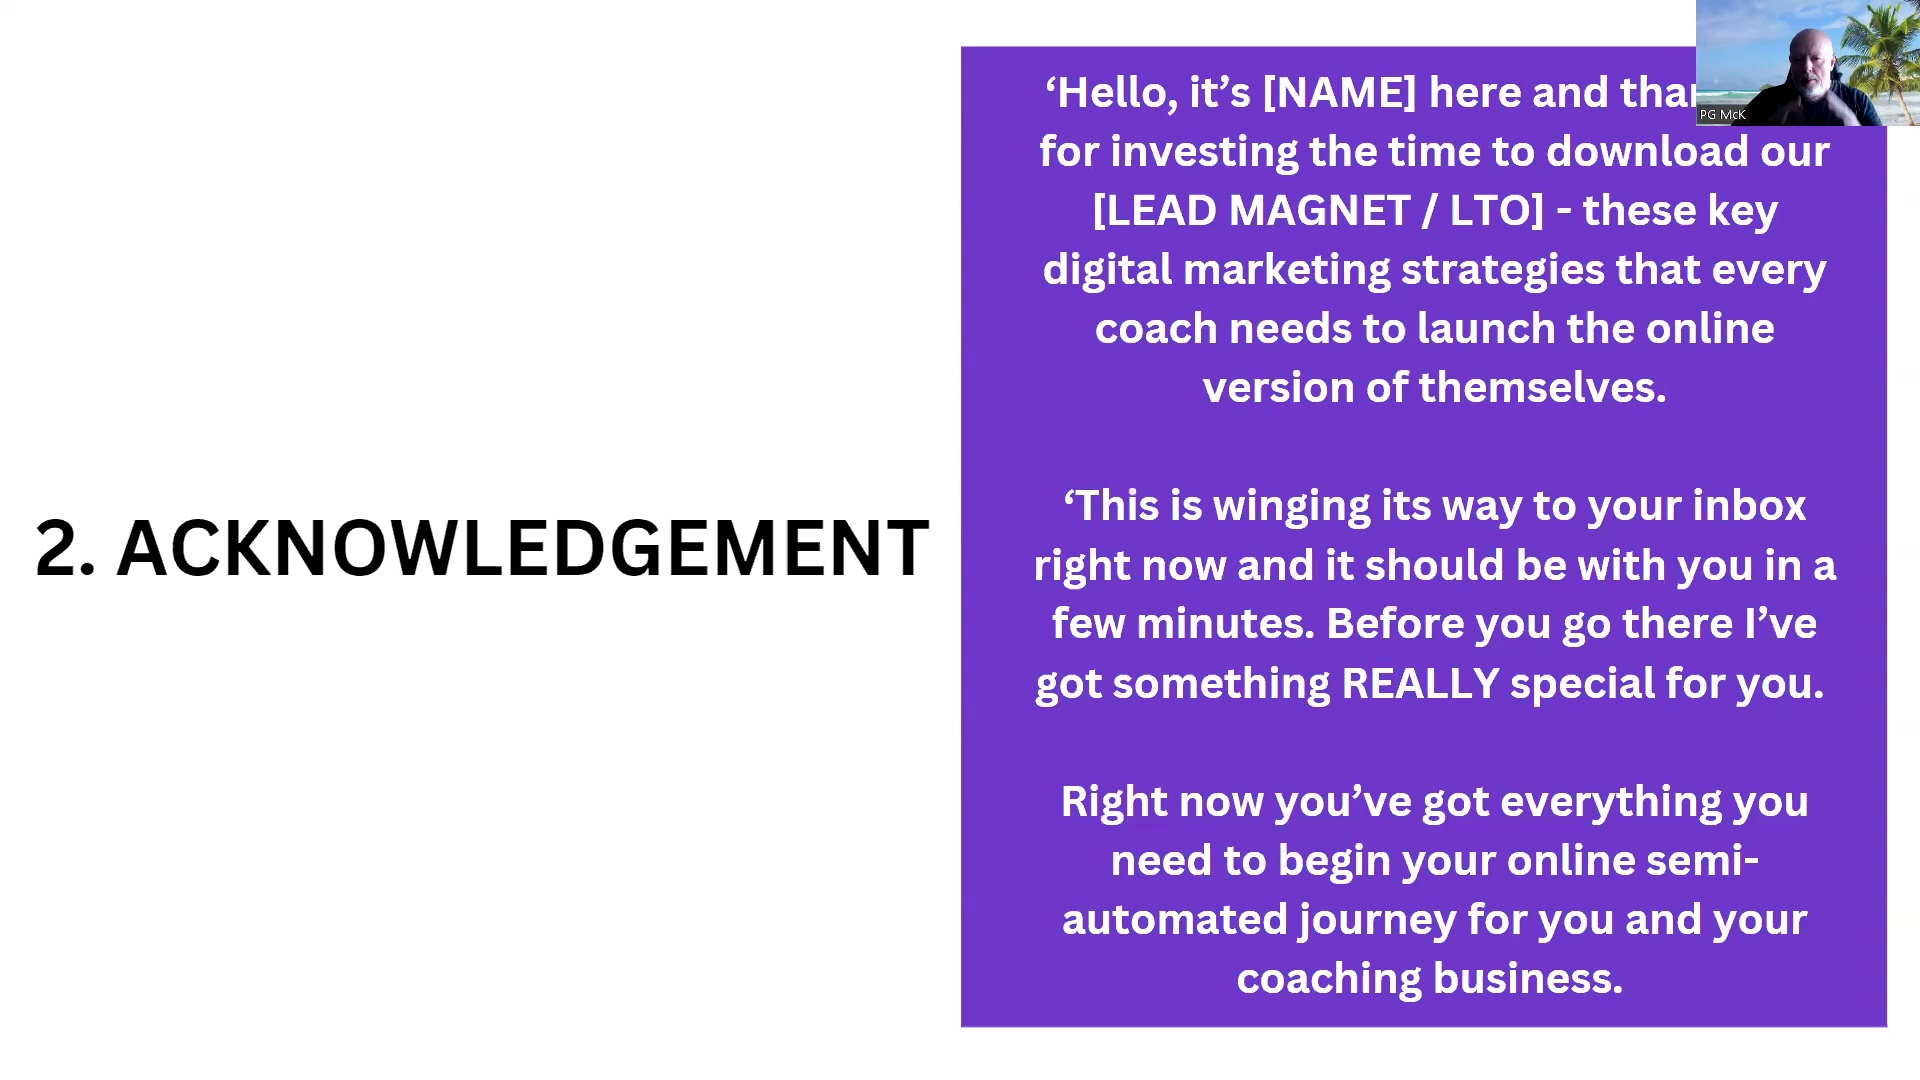 2. ACKNOWLEDGEMENT
‘Hello, it’s [NAME] here and
for investing the time to download our
[LEAD MAGNET / LTO] - these key
digital marketing strategies that every
coach needs to launch the online
version of themselves.
‘This is winging its way to your inbox
right now and it should be with you in a
few minutes. Before you go there I’ve
got something REALLY special for you.
Right now you’ve got everything you
need to begin your online semi-
automated journey for you and your
coaching business.
PG McK